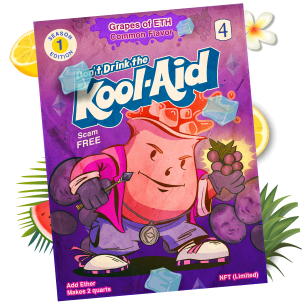 Grapes of ETH
Common Flavor
SEASON
1
EDITION
4
Don't Drink the
Kool-Aid
Scam
FREE
Add Ether
Makes 2 quarts
NFT (Limited)